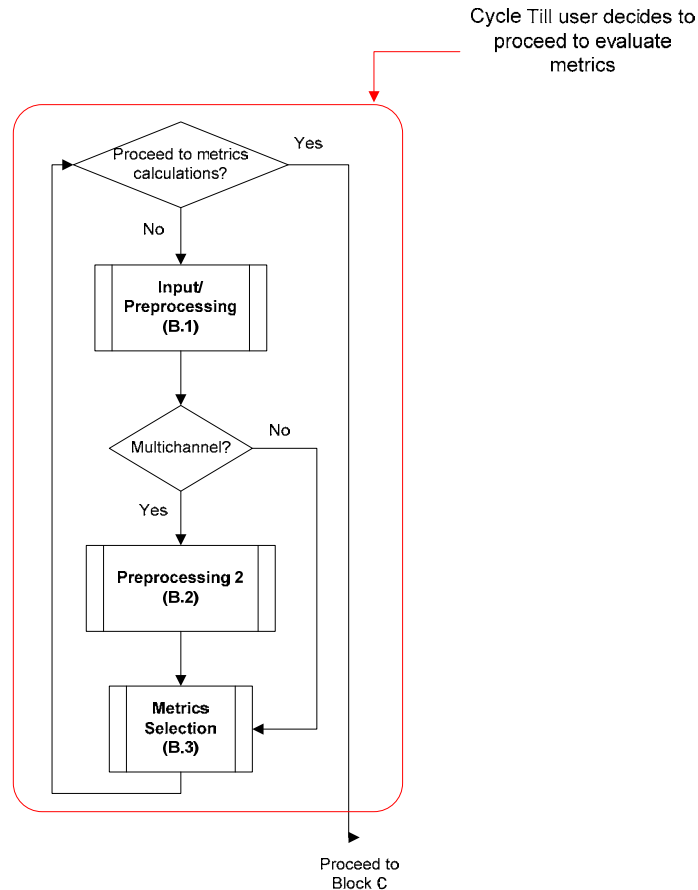 Cycle Till user decides to
proceed to evaluate
metrics
Proceed to metrics
calculations?
Yes
No
Input/
Preprocessing
(B.1)
Multichannel?
No
Yes
Preprocessing 2
(B.2)
Metrics
Selection
(B.3)
Proceed to
Block C